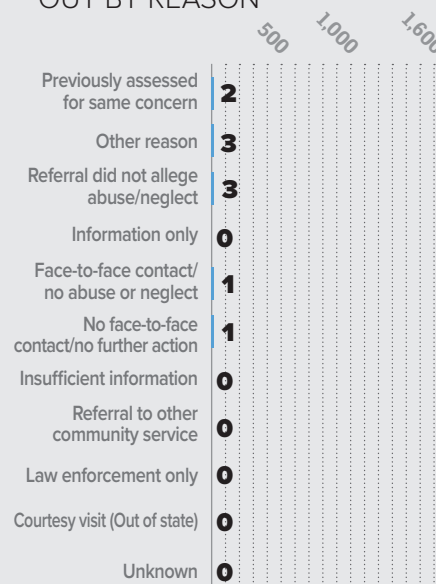 OUT BY REASON
500
1,000
1,600
Previously assessed
for same concern
2
Other reason
3
Referral did not allege
abuse/neglect
3
Information only
0
Face-to-face contact/
no abuse or neglect
1
No face-to-face
contact/no further action
1
Insufficient information
0
Referral to other
community service
0
Law enforcement only
0
Courtesy visit (Out of state)
0
Unknown
0